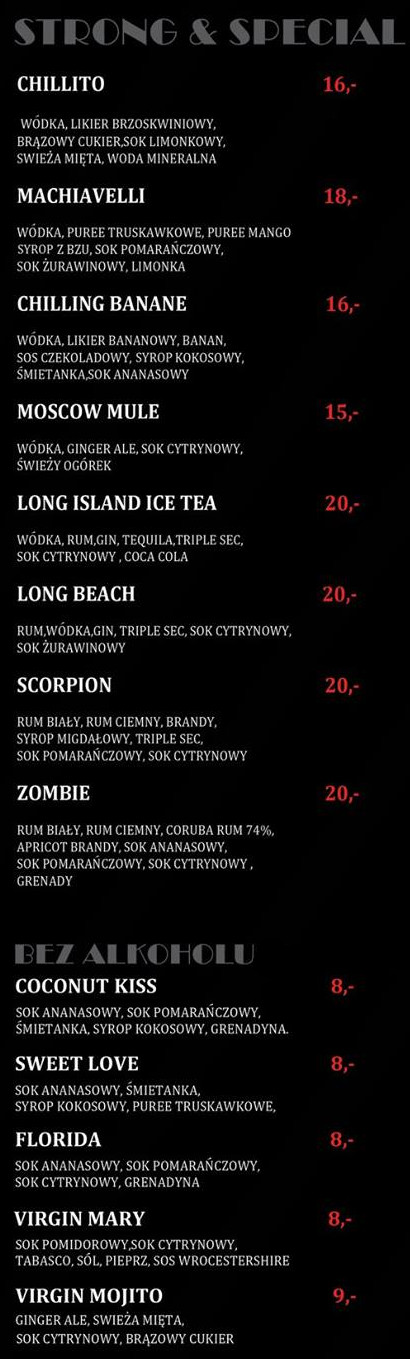 STRONG & SPECIAL
CHILLITO 16,-
WÓDKA, LIKIER BRZOSKWINIOWY,
BRĄZOWY CUKIER,SOK LIMONKOWY,
SWIEŻA MIĘTA, WODA MINERALNA
MACHIAVELLI 18,-
WÓDKA, PUREE TRUSKAWKOWE, PUREE MANGO
SYROP Z BZU, SOK POMARAŃCZOWY,
SOK ŻURAWINOWY, LIMONKA
CHILLING BANANE 16,-
WÓDKA, LIKIER BANANOWY, BANAN,
SOS CZEKOLADOWY, SYROP KOKOSOWY,
ŚMIETANKA,SOK ANANASOWY
MOSCOW MULE 15,-
WÓDKA, GINGER ALE, SOK CYTRYNOWY,
ŚWIEŻY OGÓREK
LONG ISLAND ICE TEA 20,-
WÓDKA, RUM,GIN, TEQUILA,TRIPLE SEC,
SOK CYTRYNOWY , COCA COLA
LONG BEACH 20,-
RUM,WÓDKA,GIN, TRIPLE SEC, SOK CYTRYNOWY,
SOK ŻURAWINOWY
SCORPION 20,-
RUM BIAŁY, RUM CIEMNY, BRANDY,
SYROP MIGDAŁOWY, TRIPLE SEC,
SOK POMARAŃCZOWY, SOK CYTRYNOWY
ZOMBIE 20,-
RUM BIAŁY, RUM CIEMNY, CORUBA RUM 74%,
APRICOT BRANDY, SOK ANANASOWY,
SOK POMARAŃCZOWY, SOK CYTRYNOWY ,
GRENADY
BEZ ALKOHOLU
COCONUT KISS 8,-
SOK ANANASOWY, SOK POMARAŃCZOWY,
ŚMIETANKA, SYROP KOKOSOWY, GRENADYNA.
SWEET LOVE 8,-
SOK ANANASOWY, ŚMIETANKA,
SYROP KOKOSOWY, PUREE TRUSKAWKOWE,
FLORIDA 8,-
SOK ANANASOWY, SOK POMARAŃCZOWY,
SOK CYTRYNOWY, GRENADYNA
VIRGIN MARY 8,-
SOK POMIDOROWY,SOK CYTRYNOWY,
TABASCO, SÓL, PIEPRZ, SOS WROCESTERSHIRE
VIRGIN MOJITO 9,-
GINGER ALE, SWIEŻA MIĘTA,
SOK CYTRYNOWY, BRĄZOWY CUKIER